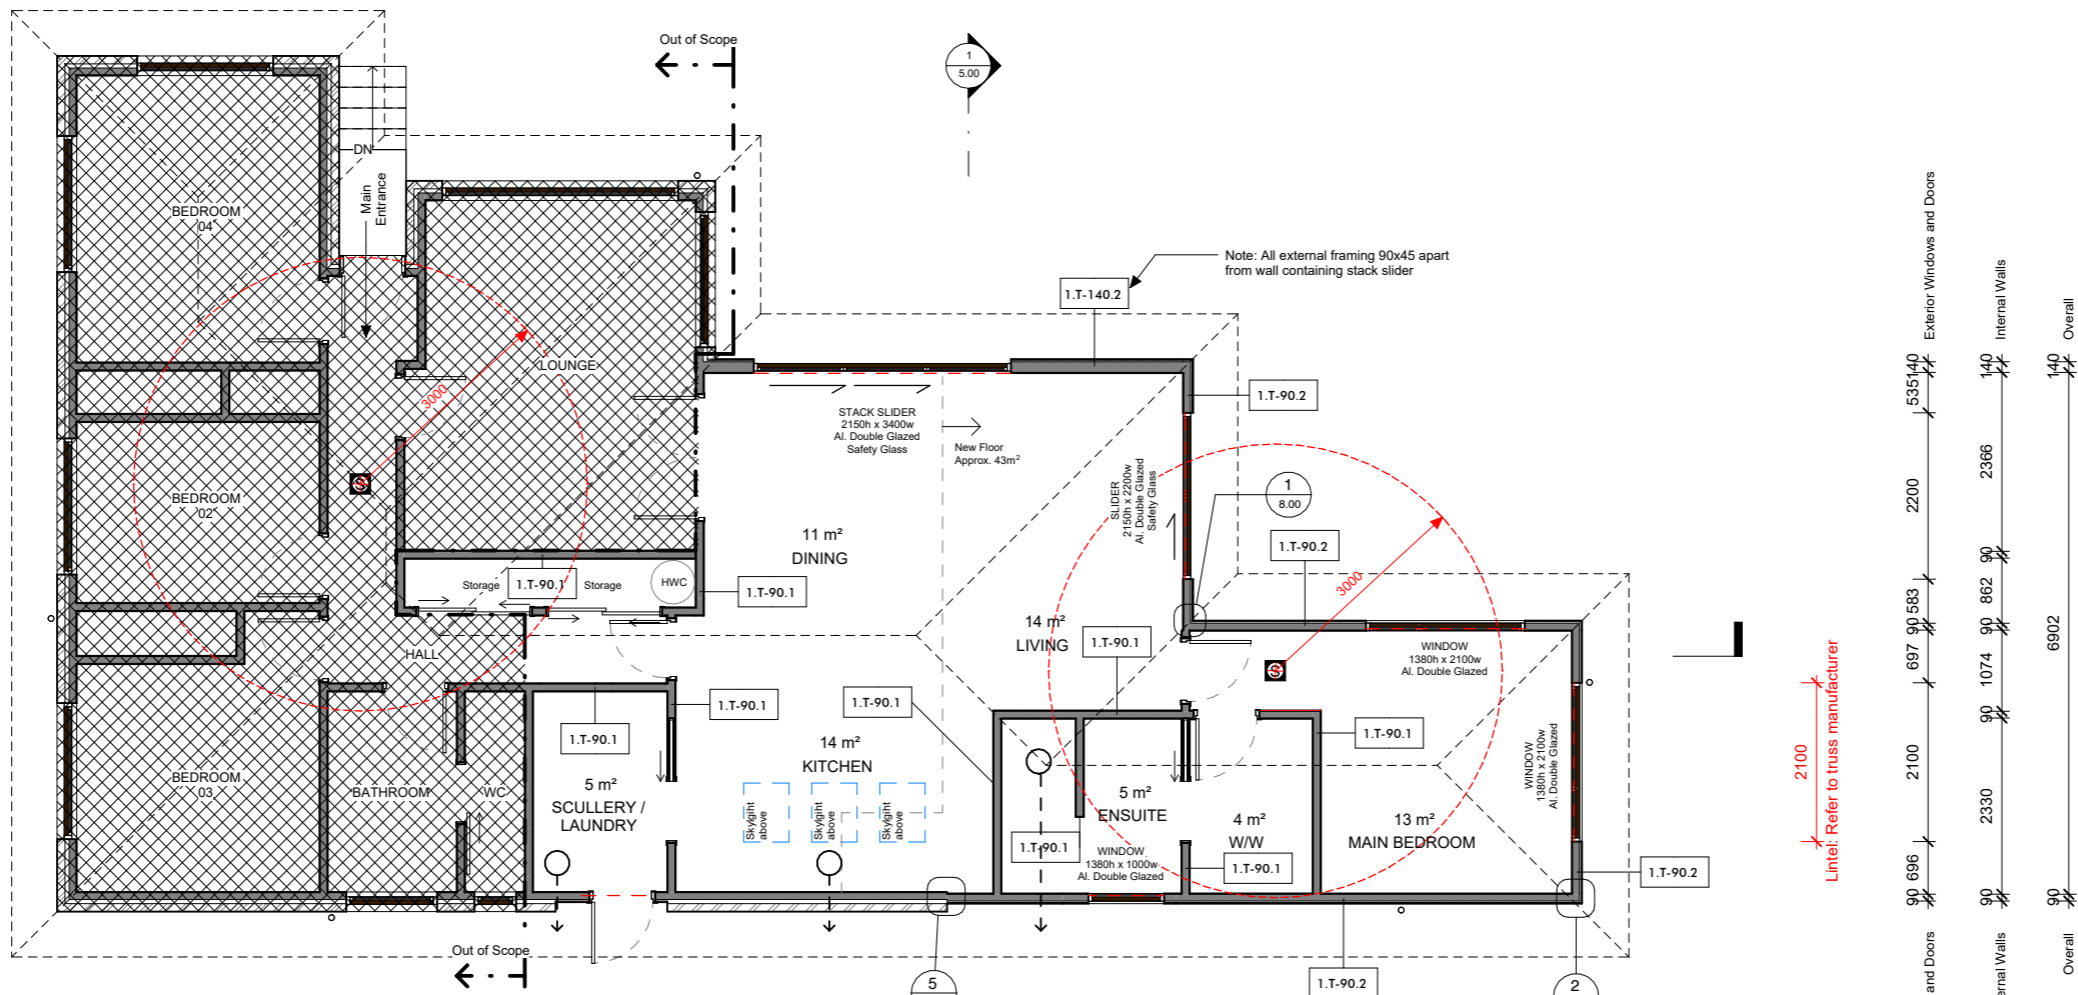 Out of Scope
1
5.00
DN
Main
Entrance
BEDROOM
04
Note: All external framing 90x45 apart
from wall containing stack slider
1.T-140.2
LOUNGE
3000
1.T-90.2
STACK SLIDER
2150h x 3400w
Al. Double Glazed
Safety Glass
New Floor
Approx. 43m²
SLIDER
2150h x 2200w
Al. Double Glazed
Safety Glass
1
8.00
BEDROOM
02
11 m²
DINING
1.T-90.2
3000
Storage
1.T-90.1
Storage
HWC
1.T-90.1
14 m²
LIVING
1.T-90.1
HALL
WINDOW
1380h x 2100w
Al. Double Glazed
1.T-90.1
1.T-90.1
1.T-90.1
1.T-90.1
14 m²
KITCHEN
BEDROOM
03
BATHROOM
WC
5 m²
SCULLERY /
LAUNDRY
Skylight
above
Skylight
above
Skylight
above
5 m²
ENSUITE
4 m²
W/W
13 m²
MAIN BEDROOM
WINDOW
1380h x 2100w
Al. Double Glazed
1.T-90.1
WINDOW
1380h x 1000w
Al. Double Glazed
1.T-90.1
1.T-90.2
Out of Scope
5
1.T-90.2
2
2100
Lintel: Refer to truss manufacturer
Exterior Windows and Doors
140
535
2200
583
90
697
2100
696
90
and Doors
Internal Walls
140
2366
90
862
90
1074
90
2330
90
ernal Walls
Overall
140
6902
90
Overall